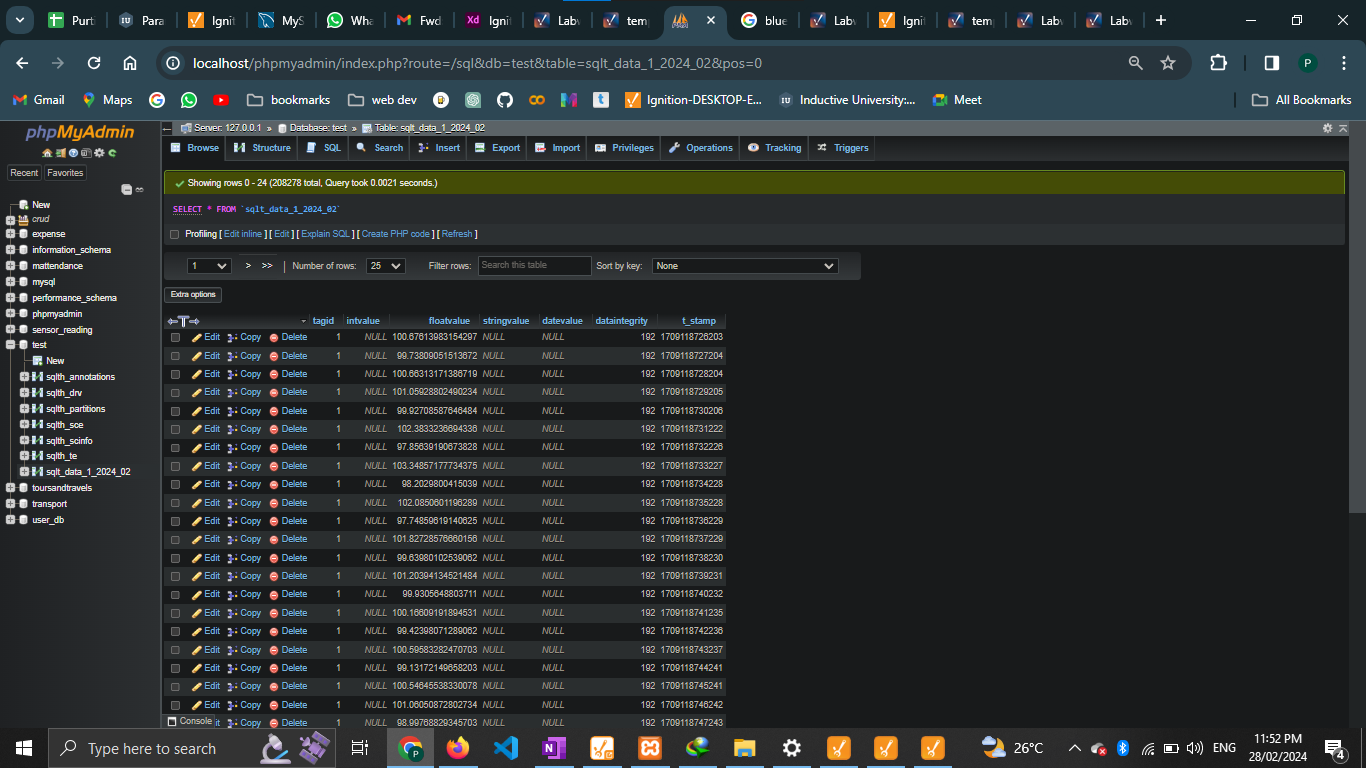 Purt
Para
Ignit
MyS
Wha
Fwd
Xd Ignit
Labv
temp
blue
Labv
Ignit
temp
Labv
Labv
localhost/phpmyadmin/index.php?route=/sql&db=test&table=sqlt_data_1_2024_02&pos=0
P
Gmail Maps bookmarks web dev Ignition-DESKTOP-E... Inductive University:... Meet All Bookmarks
phpMyAdmin
Recent Favorites
New
crud
expense
information_schema
mattendance
mysql
performance_schema
phpmyadmin
sensor_reading
test
New
sqlth_annotations
sqlth_drv
sqlth_partitions
sqlth_sce
sqlth_scinfo
sqlth_te
sqlt_data_1_2024_02
toursandtravels
transport
user_db
Server: 127.0.0.1 » Database: test » Table: sqlt_data_1_2024_02
Browse Structure SQL Search Insert Export Import Privileges Operations Tracking Triggers
Showing rows 0 - 24 (208278 total, Query took 0.0021 seconds.)
SELECT * FROM `sqlt_data_1_2024_02`
Profiling [ Edit inline ] [ Edit ] [ Explain SQL ] [ Create PHP code ] [ Refresh ]
1 > >> | Number of rows: 25 Filter rows: Search this table Sort by key: None
Extra options
tagid intvalue floatvalue stringvalue datevalue dataintegrity t_stamp
Edit Copy Delete 1 NULL 100.67613983154297 NULL NULL 192 1709118726203
Edit Copy Delete 1 NULL 99.73809051513672 NULL NULL 192 1709118727204
Edit Copy Delete 1 NULL 100.66313171386719 NULL NULL 192 1709118728204
Edit Copy Delete 1 NULL 101.05928802490234 NULL NULL 192 1709118729205
Edit Copy Delete 1 NULL 99.92708587646484 NULL NULL 192 1709118730206
Edit Copy Delete 1 NULL 102.3833236694336 NULL NULL 192 1709118731222
Edit Copy Delete 1 NULL 97.85639190673828 NULL NULL 192 1709118732226
Edit Copy Delete 1 NULL 103.34857177734375 NULL NULL 192 1709118733227
Edit Copy Delete 1 NULL 98.2029800415039 NULL NULL 192 1709118734228
Edit Copy Delete 1 NULL 102.0850601196289 NULL NULL 192 1709118735228
Edit Copy Delete 1 NULL 97.74859619140625 NULL NULL 192 1709118736229
Edit Copy Delete 1 NULL 101.82728576660156 NULL NULL 192 1709118737229
Edit Copy Delete 1 NULL 99.63980102539062 NULL NULL 192 1709118738230
Edit Copy Delete 1 NULL 101.20394134521484 NULL NULL 192 1709118739231
Edit Copy Delete 1 NULL 99.9305648803711 NULL NULL 192 1709118740232
Edit Copy Delete 1 NULL 100.16609191894531 NULL NULL 192 1709118741235
Edit Copy Delete 1 NULL 99.42398071289062 NULL NULL 192 1709118742236
Edit Copy Delete 1 NULL 100.59583282470703 NULL NULL 192 1709118743237
Edit Copy Delete 1 NULL 99.13172149658203 NULL NULL 192 1709118744241
Edit Copy Delete 1 NULL 100.54645538330078 NULL NULL 192 1709118745241
Edit Copy Delete 1 NULL 101.06050872802734 NULL NULL 192 1709118746242
Console Copy Delete 1 NULL 98.99768829345703 NULL NULL 192 1709118747243
Type here to search
26°C
ENG
11:52 PM
28/02/2024
4